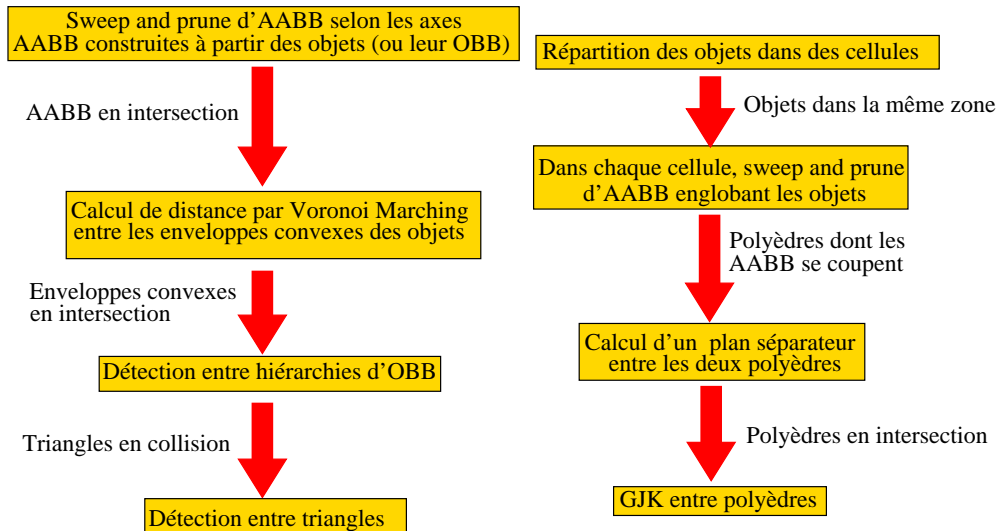 Sweep and prune d'AABB selon les axes
AABB construites à partir des objets (ou leur OBB)
AABB en intersection
Calcul de distance par Voronoi Marching
entre les enveloppes convexes des objets
Enveloppes convexes
en intersection
Détection entre hiérarchies d'OBB
Triangles en collision
Détection entre triangles
Répartition des objets dans des cellules
Objets dans la même zone
Dans chaque cellule, sweep and prune
d'AABB englobant les objets
Polyèdres dont les
AABB se coupent
Calcul d'un plan séparateur
entre les deux polyèdres
Polyèdres en intersection
GJK entre polyèdres